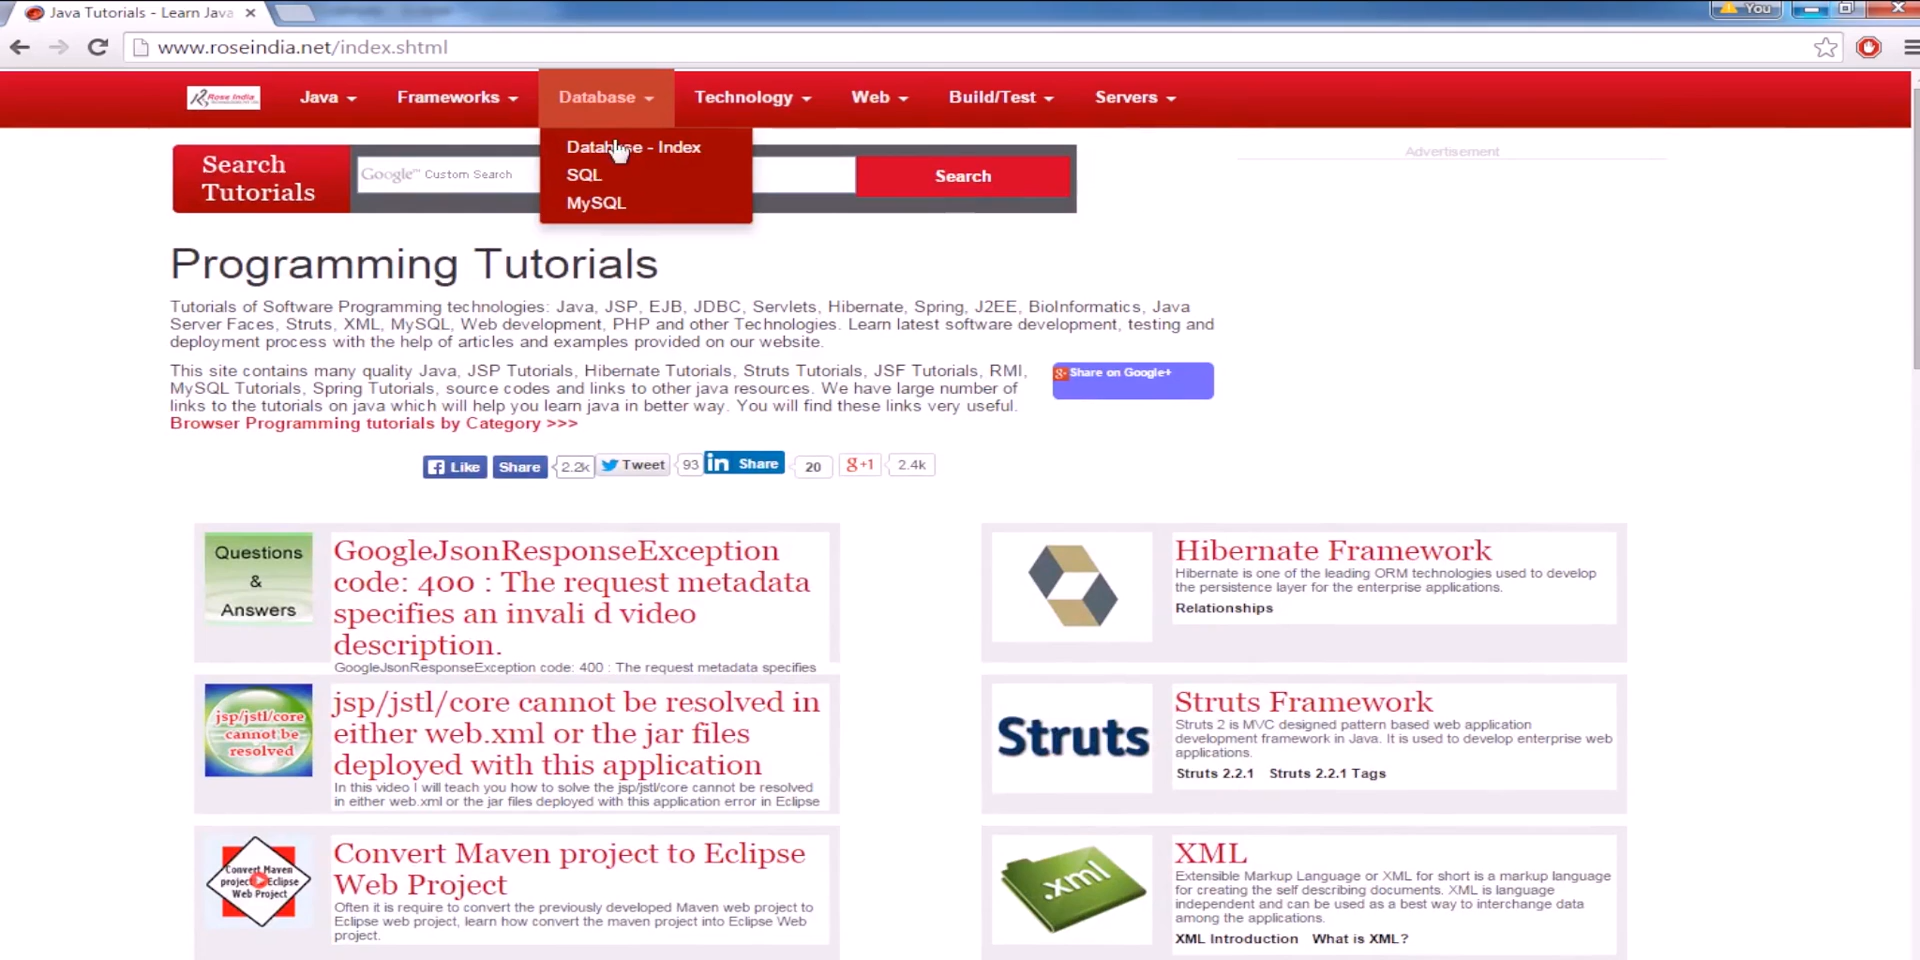 Java Tutorials - Learn Java
You
www.roseindia.net/index.shtml
Rose India
Java
Frameworks
Database
Technology
Web
Build/Test
Servers
Database - Index
SQL
MySQL
Search
Tutorials
Google™ Custom Search
Search
Advertisement
Programming Tutorials
Tutorials of Software Programming technologies: Java, JSP, EJB, JDBC, Servlets, Hibernate, Spring, J2EE, BioInformatics, Java
Server Faces, Struts, XML, MySQL, Web development, PHP and other Technologies. Learn latest software development, testing and
deployment process with the help of articles and examples provided on our website.
This site contains many quality Java, JSP Tutorials, Hibernate Tutorials, Struts Tutorials, JSF Tutorials, RMI,
MySQL Tutorials, Spring Tutorials, source codes and links to other java resources. We have large number of
links to the tutorials on java which will help you learn java in better way. You will find these links very useful.
Browser Programming tutorials by Category >>>
g+ Share on Google+
Like
Share
2.2k
Tweet
93
in Share
20
g+1
2.4k
Questions
&
Answers
GoogleJsonResponseException
code: 400 : The request metadata
specifies an invali d video
description.
GoogleJsonResponseException code: 400 : The request metadata specifies
jsp/jstl/core
cannot be
resolved
jsp/jstl/core cannot be resolved in
either web.xml or the jar files
deployed with this application
In this video I will teach you how to solve the jsp/jstl/core cannot be resolved
in either web.xml or the jar files deployed with this application error in Eclipse
Convert Maven
project Eclipse
Web Project
Convert Maven project to Eclipse
Web Project
Often it is require to convert the previously developed Maven web project to
Eclipse web project, learn how convert the maven project into Eclipse Web
project.
Hibernate Framework
Hibernate is one of the leading ORM technologies used to develop
the persistence layer for the enterprise applications.
Relationships
Struts
Struts Framework
Struts 2 is MVC designed pattern based web application
development framework in Java. It is used to develop enterprise web
applications.
Struts 2.2.1 Struts 2.2.1 Tags
.xml
XML
Extensible Markup Language or XML for short is a markup language
for creating the self describing documents. XML is language
independent and can be used as a best way to interchange data
among the applications.
XML Introduction What is XML?